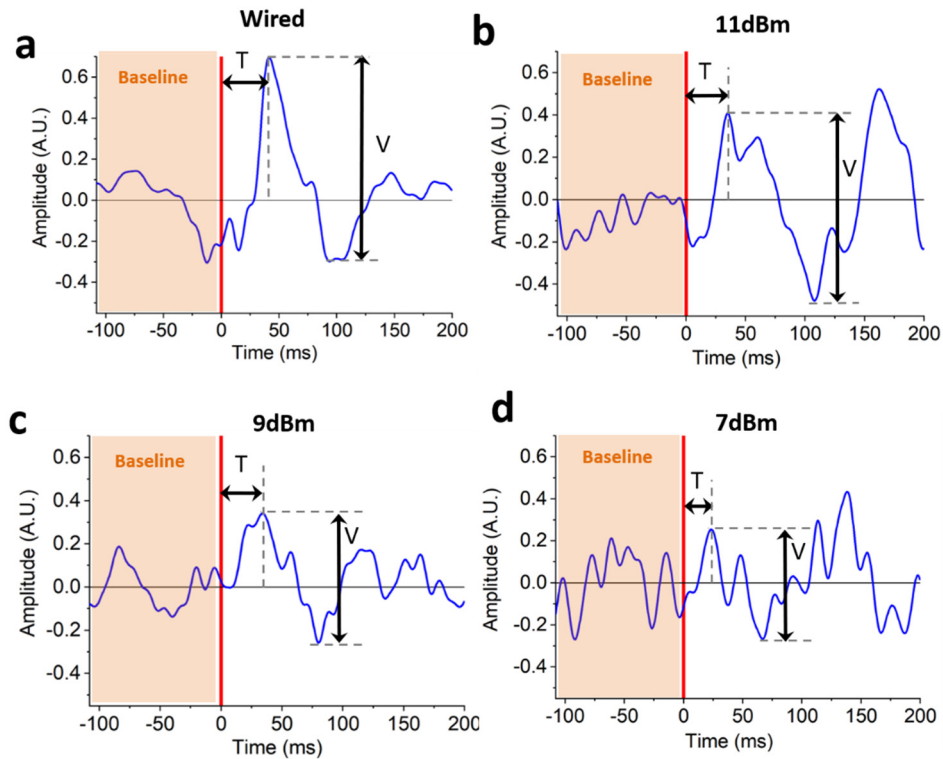 a
Wired
Baseline
T
V
0.6
0.4
0.2
0.0
-0.2
-0.4
Amplitude (A.U.)
-100 -50 0 50 100 150 200
Time (ms)
b
11dBm
Baseline
T
V
0.6
0.4
0.2
0.0
-0.2
-0.4
Amplitude (A.U.)
-100 -50 0 50 100 150 200
Time (ms)
c
9dBm
Baseline
T
V
0.6
0.4
0.2
0.0
-0.2
-0.4
Amplitude (A.U.)
-100 -50 0 50 100 150 200
Time (ms)
d
7dBm
Baseline
T
V
0.6
0.4
0.2
0.0
-0.2
-0.4
Amplitude (A.U.)
-100 -50 0 50 100 150 200
Time (ms)